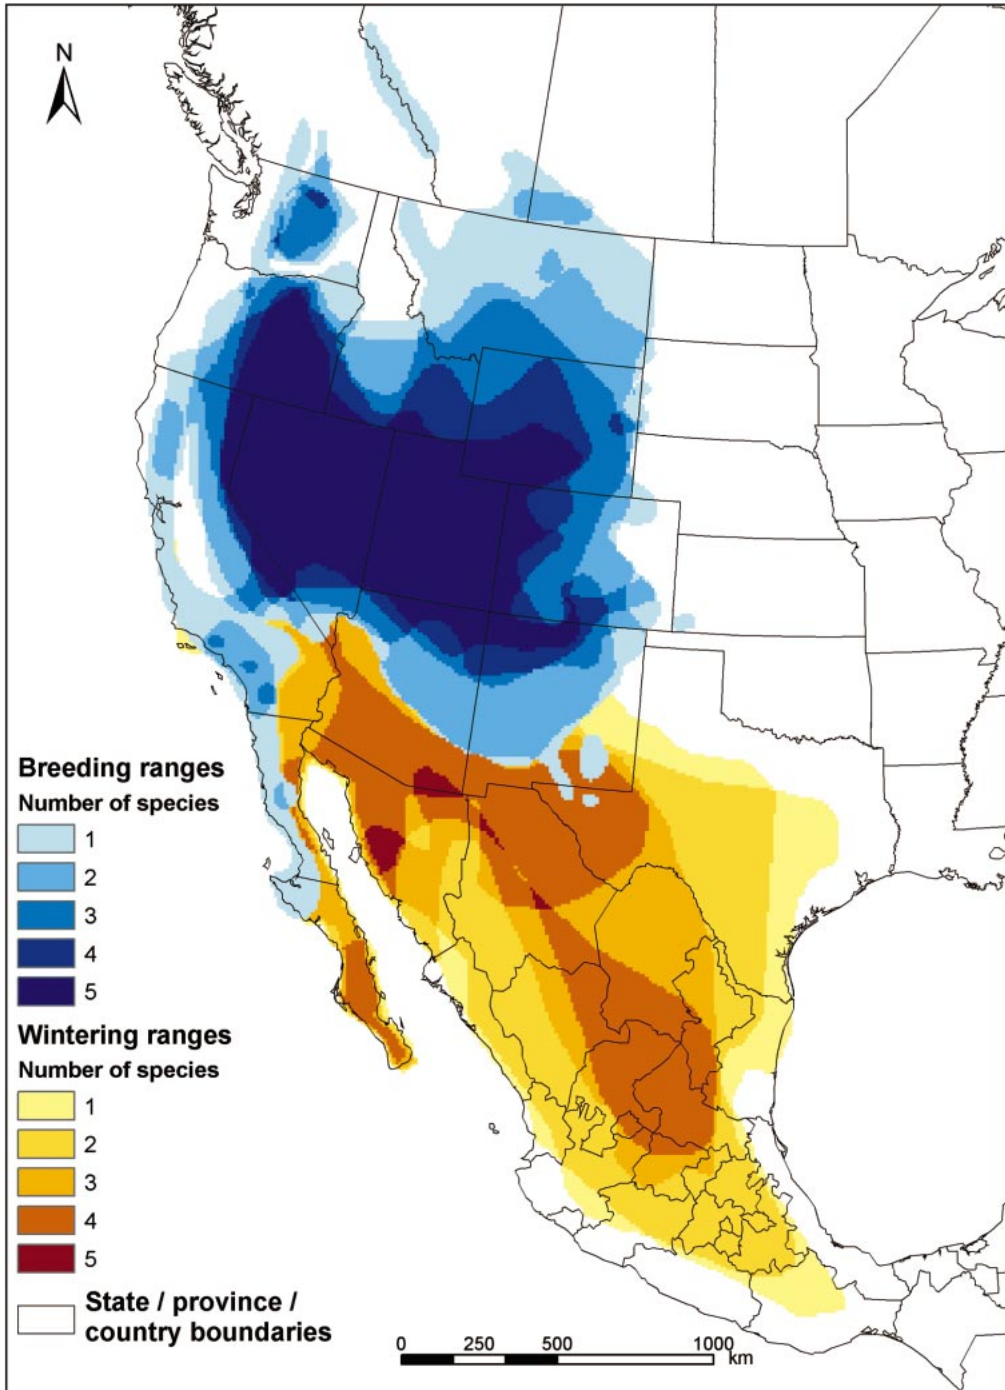 N
Breeding ranges
Number of species
1
2
3
4
5
Wintering ranges
Number of species
1
2
3
4
5
State / province /
country boundaries
0 250 500 1000
km